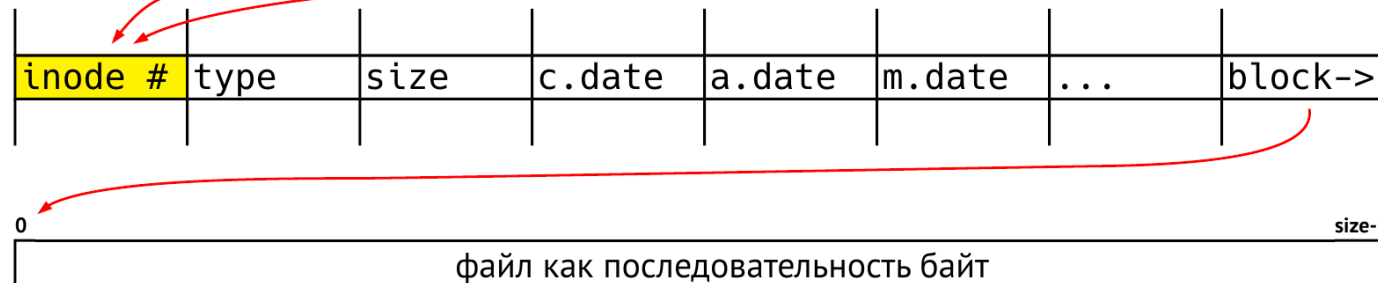 inode # type size c.date a.date m.date ... block->
0 size-
файл как последовательность байт